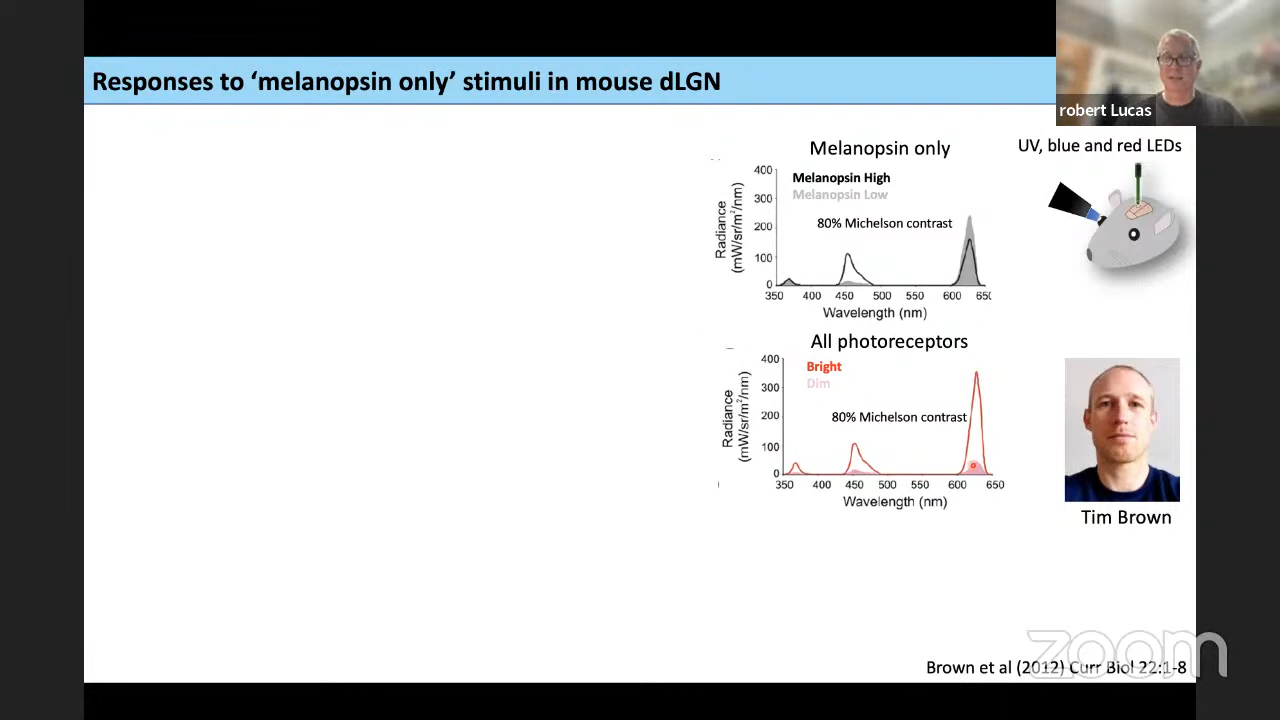 Responses to ‘melanopsin only’ stimuli in mouse dLGN
robert Lucas
Melanopsin only
UV, blue and red LEDs
400
300
200
100
0
Radiance
(mW/sr/m²/nm)
Melanopsin High
Melanopsin Low
80% Michelson contrast
350 400 450 500 550 600 650
Wavelength (nm)
All photoreceptors
400
300
200
100
0
Radiance
(mW/sr/m²/nm)
Bright
Dim
80% Michelson contrast
350 400 450 500 550 600 650
Wavelength (nm)
Tim Brown
zoom
Brown et al (2012) Curr Biol 22:1-8